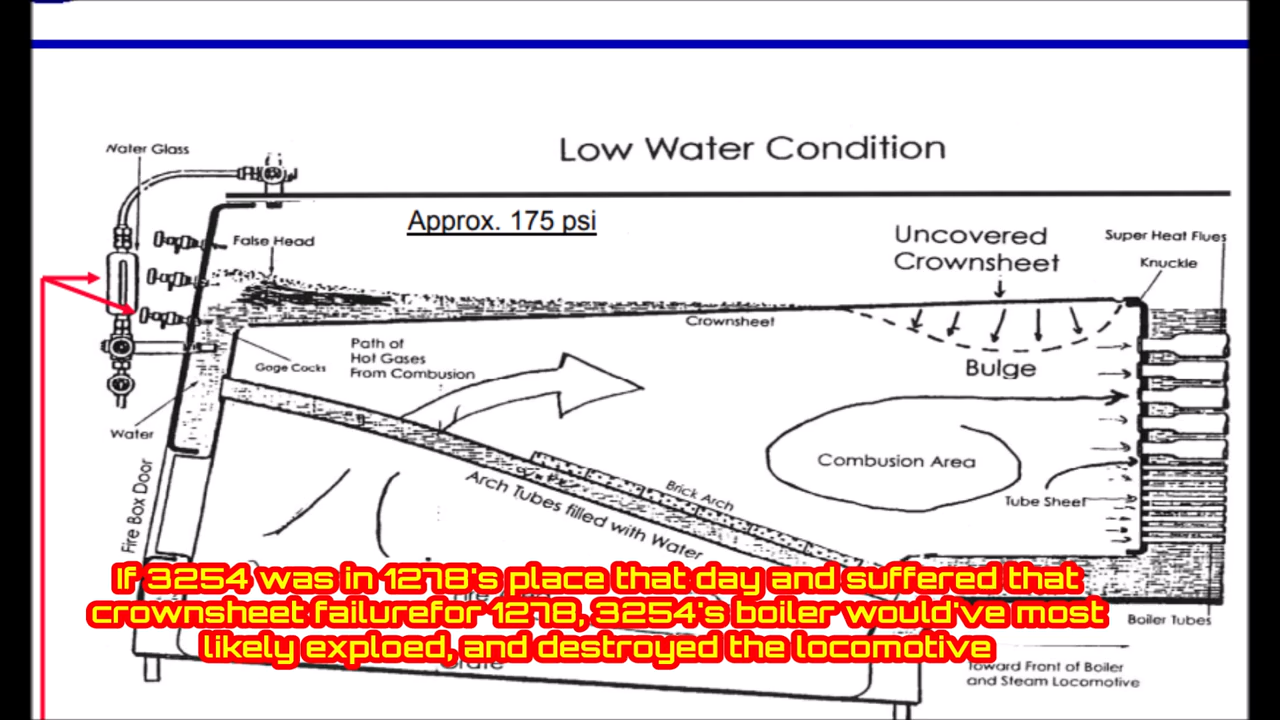 Water Glass
Low Water Condition
Approx. 175 psi
False Head
Uncovered
Crownsheet
Super Heat Flues
Knuckle
Crownsheet
Path of
Hot Gases
From Combusion
Gage Cocks
Bulge
Water
Combusion Area
Tube Sheet
Brick Arch
Arch Tubes filled with Water
Fire Box Door
If 3254 was in 1278's place that day and suffered that
crownsheet failurefor 1278, 3254's boiler would've most
likely exploed, and destroyed the locomotive
Boiler Tubes
Grate
Toward Front of Boiler
and Steam Locomotive